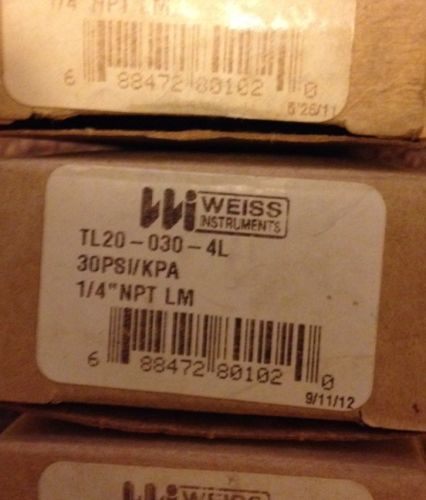 1/4" NPT LM
6 88472 80102 0
5/26/11
WEISS
INSTRUMENTS
TL20-030-4L
30PSI/KPA
1/4"NPT LM
6 88472 80102 0
9/11/12
WEISS